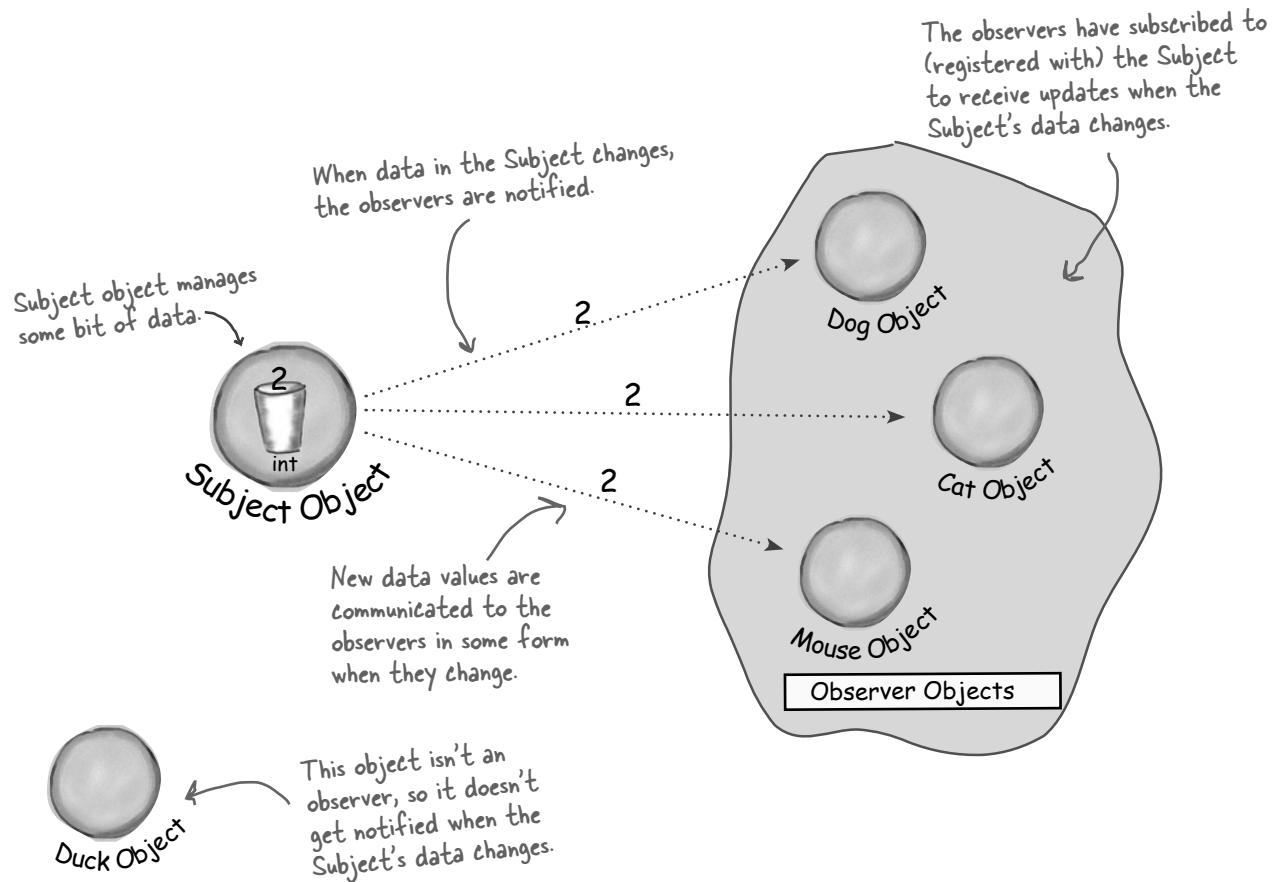 The observers have subscribed to
(registered with) the Subject
to receive updates when the
Subject's data changes.
When data in the Subject changes,
the observers are notified.
Subject object manages
some bit of data.
2
int
Subject Object
2
2
2
Dog Object
Cat Object
Mouse Object
Observer Objects
New data values are
communicated to the
observers in some form
when they change.
Duck Object
This object isn't an
observer, so it doesn't
get notified when the
Subject's data changes.